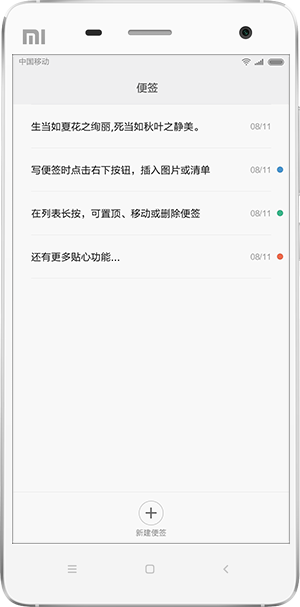 MI
中国移动
便签
生当如夏花之绚丽,死当如秋叶之静美。 08/11
写便签时点击右下按钮，插入图片或清单 08/11
在列表长按，可置顶、移动或删除便签 08/11
还有更多贴心功能... 08/11
新建便签